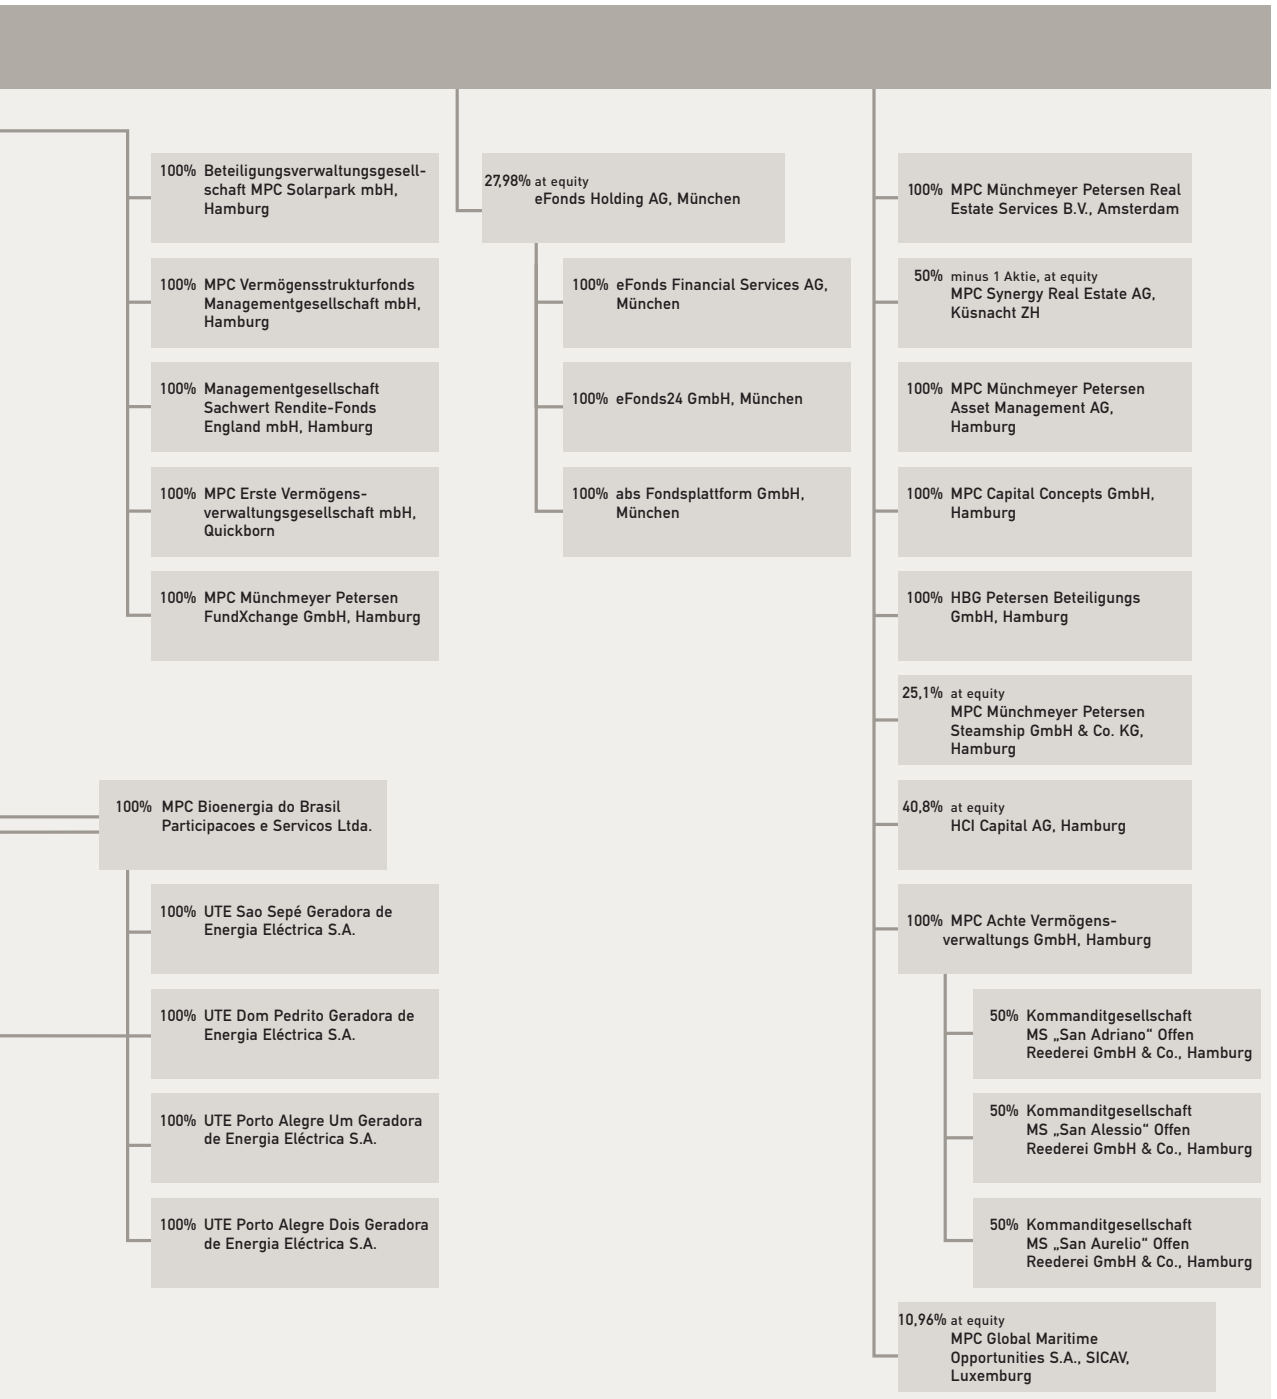 100% Beteiligungsverwaltungsgesell-
schaft MPC Solarpark mbH,
Hamburg
100% MPC Vermögensstrukturfonds
Managementgesellschaft mbH,
Hamburg
100% Managementgesellschaft
Sachwert Rendite-Fonds
England mbH, Hamburg
100% MPC Erste Vermögens-
verwaltungsgesellschaft mbH,
Quickborn
100% MPC Münchmeyer Petersen
FundXchange GmbH, Hamburg
100% MPC Bioenergia do Brasil
Participacoes e Servicos Ltda.
100% UTE Sao Sepé Geradora de
Energia Eléctrica S.A.
100% UTE Dom Pedrito Geradora de
Energia Eléctrica S.A.
100% UTE Porto Alegre Um Geradora
de Energia Eléctrica S.A.
100% UTE Porto Alegre Dois Geradora
de Energia Eléctrica S.A.
27,98% at equity
eFonds Holding AG, München
100% eFonds Financial Services AG,
München
100% eFonds24 GmbH, München
100% abs Fondsplattform GmbH,
München
100% MPC Münchmeyer Petersen Real
Estate Services B.V., Amsterdam
50% minus 1 Aktie, at equity
MPC Synergy Real Estate AG,
Küsnacht ZH
100% MPC Münchmeyer Petersen
Asset Management AG,
Hamburg
100% MPC Capital Concepts GmbH,
Hamburg
100% HBG Petersen Beteiligungs
GmbH, Hamburg
25,1% at equity
MPC Münchmeyer Petersen
Steamship GmbH & Co. KG,
Hamburg
40,8% at equity
HCI Capital AG, Hamburg
100% MPC Achte Vermögens-
verwaltungs GmbH, Hamburg
50% Kommanditgesellschaft
MS „San Adriano“ Offen
Reederei GmbH & Co., Hamburg
50% Kommanditgesellschaft
MS „San Alessio“ Offen
Reederei GmbH & Co., Hamburg
50% Kommanditgesellschaft
MS „San Aurelio“ Offen
Reederei GmbH & Co., Hamburg
10,96% at equity
MPC Global Maritime
Opportunities S.A., SICAV,
Luxemburg